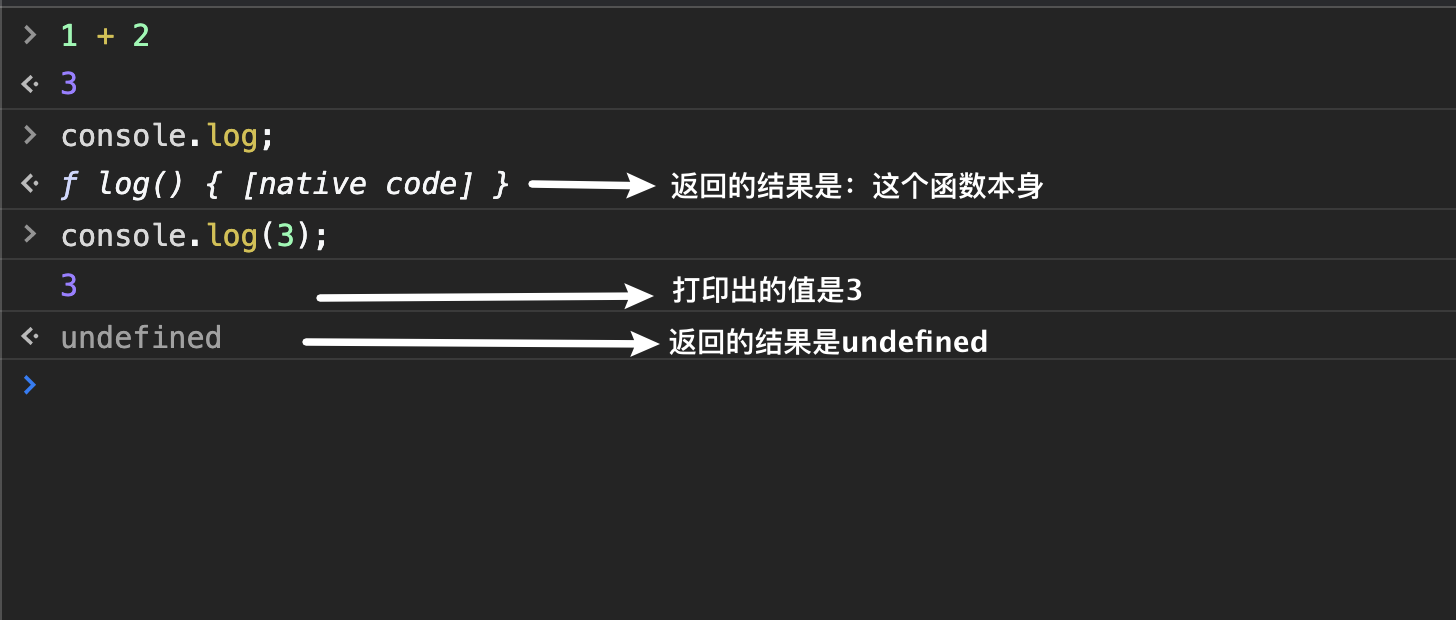 > 1 + 2
<· 3
> console.log;
<· ƒ log() { [native code] } 返回的结果是：这个函数本身
> console.log(3);
3 打印出的值是3
<· undefined 返回的结果是undefined
>